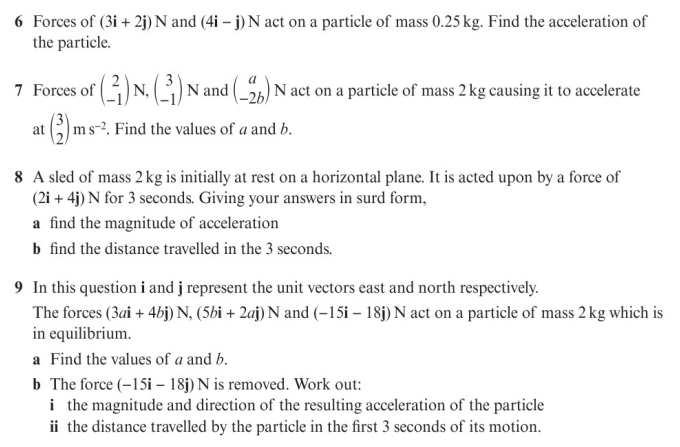 6 Forces of (3i + 2j) N and (4i – j) N act on a particle of mass 0.25 kg. Find the acceleration of
the particle.
7 Forces of (2 −1) N, (3 −1) N and (a −2b) N act on a particle of mass 2 kg causing it to accelerate
at (3 2) m s⁻². Find the values of a and b.
8 A sled of mass 2 kg is initially at rest on a horizontal plane. It is acted upon by a force of
(2i + 4j) N for 3 seconds. Giving your answers in surd form,
a find the magnitude of acceleration
b find the distance travelled in the 3 seconds.
9 In this question i and j represent the unit vectors east and north respectively.
The forces (3ai + 4bj) N, (5bi + 2aj) N and (−15i – 18j) N act on a particle of mass 2 kg which is
in equilibrium.
a Find the values of a and b.
b The force (−15i – 18j) N is removed. Work out:
i the magnitude and direction of the resulting acceleration of the particle
ii the distance travelled by the particle in the first 3 seconds of its motion.